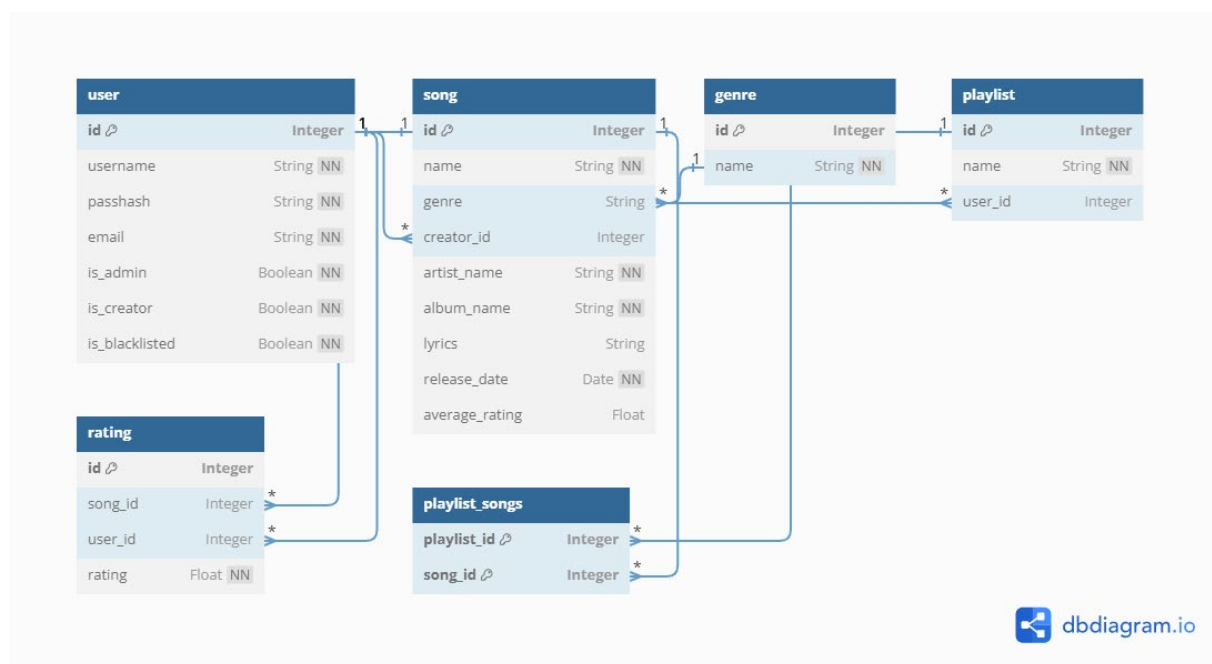 user
id Integer
username String NN
passhash String NN
email String NN
is_admin Boolean NN
is_creator Boolean NN
is_blacklisted Boolean NN
1
song
1 id Integer 1
name String NN
genre String *
* creator_id Integer
artist_name String NN
album_name String NN
lyrics String
release_date Date NN
average_rating Float
genre
id Integer
1 name String NN
playlist
1 id Integer
name String NN
* user_id Integer
rating
id Integer
song_id Integer *
user_id Integer *
rating Float NN
playlist_songs
playlist_id Integer *
song_id Integer *
dbdiagram.io